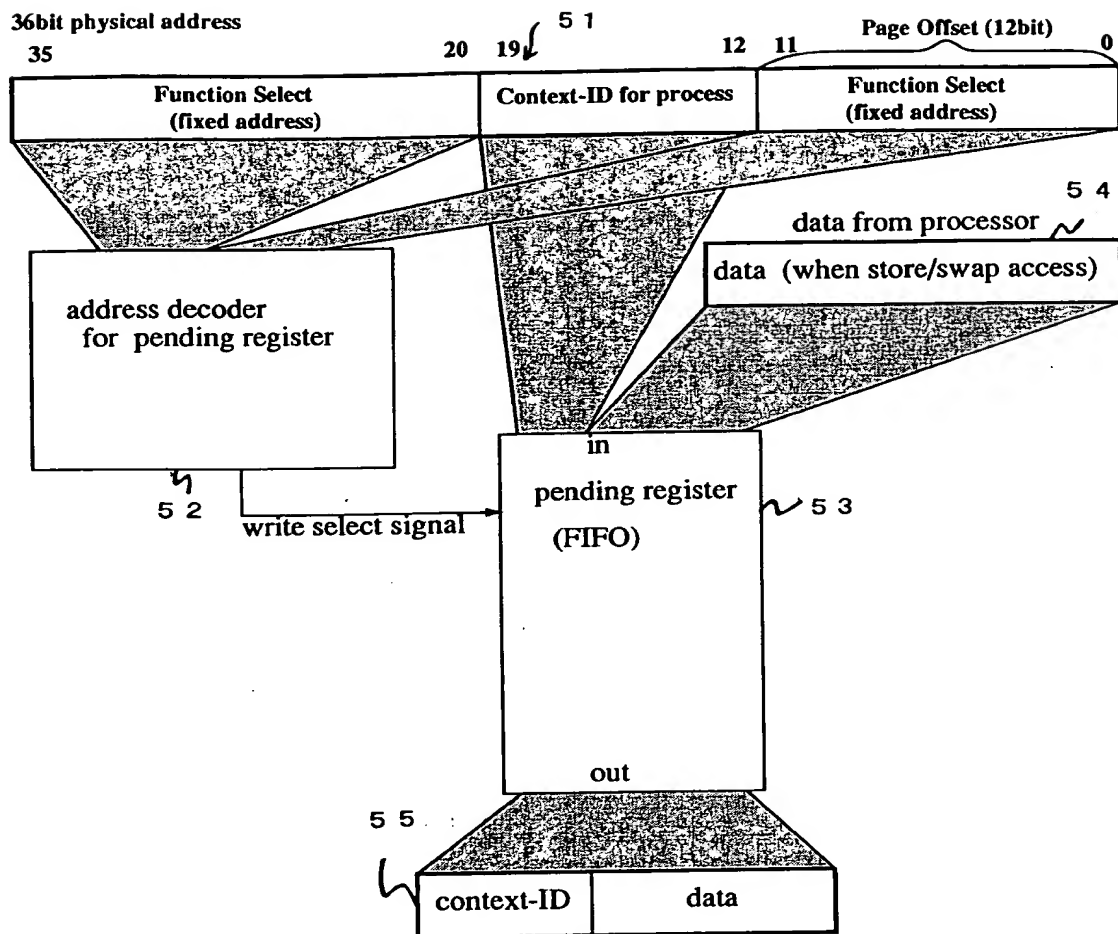 36bit physical address
5 1
Page Offset (12bit)
35
20
19
12
11
0
Function Select
(fixed address)
Context-ID for process
Function Select
(fixed address)
5 4
data from processor
data (when store/swap access)
address decoder
for pending register
in
5 2
write select signal
pending register
(FIFO)
5 3
out
5 5
context-ID
data